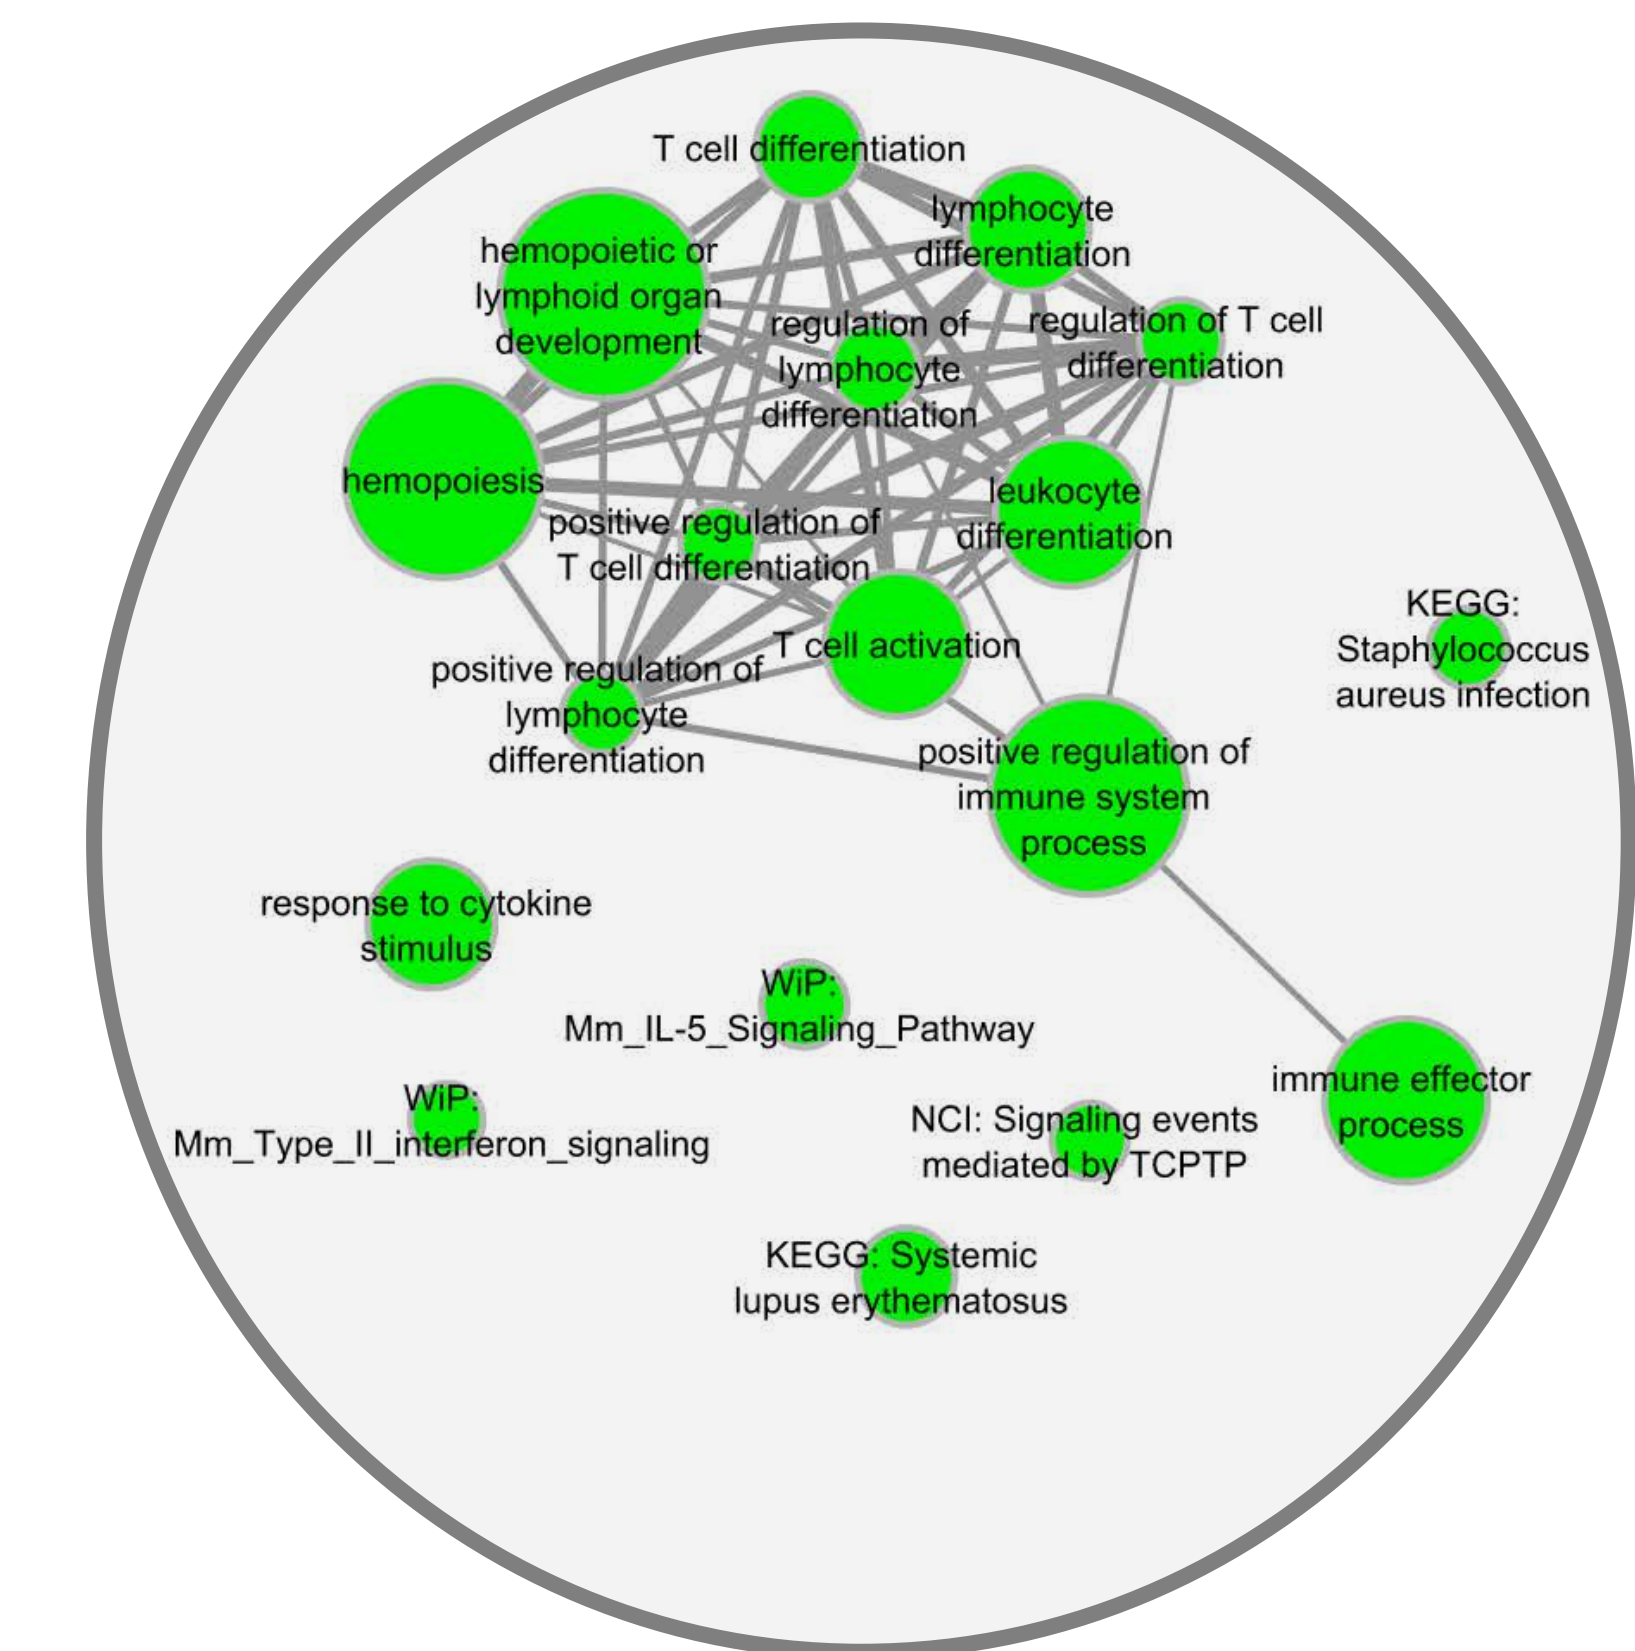 T cell differentiation
lymphocyte
differentiation
hemopoietic or
lymphoid organ
development
regulation of
lymphocyte
differentiation
regulation of T cell
differentiation
hemopoiesis
leukocyte
differentiation
positive regulation of
T cell differentiation
KEGG:
Staphylococcus
aureus infection
T cell activation
positive regulation of
lymphocyte
differentiation
positive regulation of
immune system
process
response to cytokine
stimulus
WiP:
Mm_IL-5_Signaling_Pathway
immune effector
process
WiP:
Mm_Type_II_interferon_signaling
NCI: Signaling events
mediated by TCPTP
KEGG: Systemic
lupus erythematosus